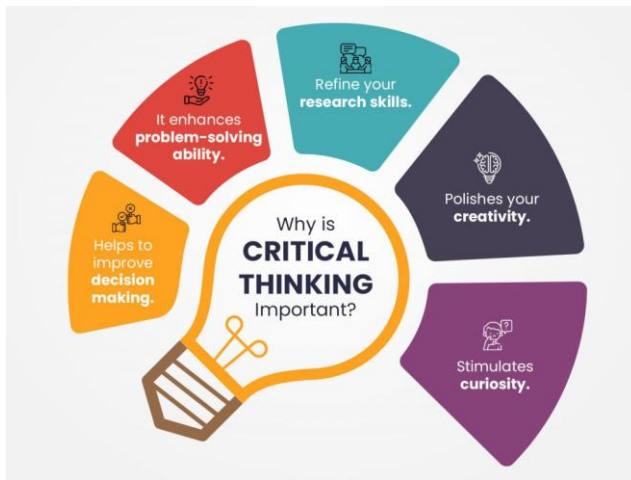 Why is
CRITICAL
THINKING
Important?
Helps to
improve
decision
making.
It enhances
problem-solving
ability.
Refine your
research skills.
Polishes your
creativity.
Stimulates
curiosity.